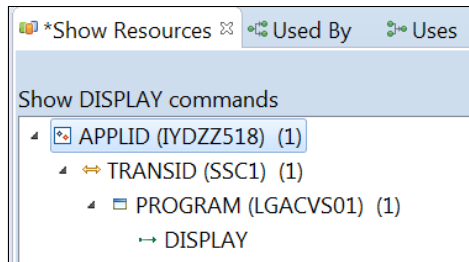 *Show Resources Used By Uses
Show DISPLAY commands
APPLID (IYDZZ518) (1)
TRANSID (SSC1) (1)
PROGRAM (LGACVS01) (1)
DISPLAY